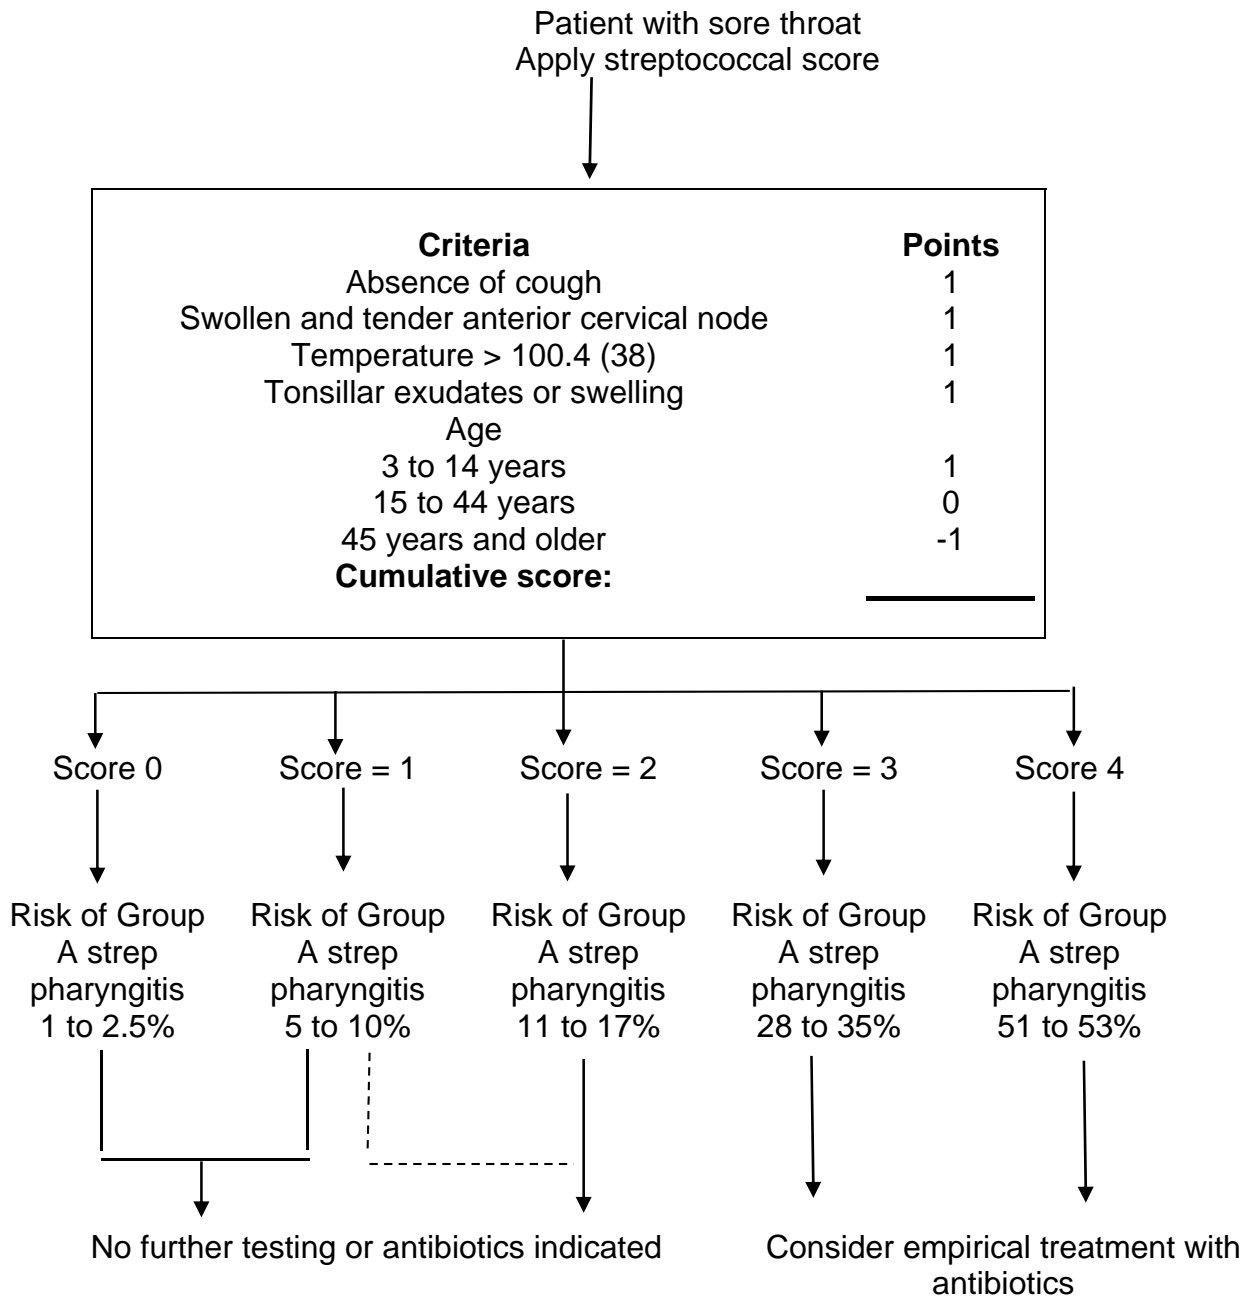 Patient with sore throat
Apply streptococcal score
Criteria Points
Absence of cough 1
Swollen and tender anterior cervical node 1
Temperature > 100.4 (38) 1
Tonsillar exudates or swelling 1
Age
3 to 14 years 1
15 to 44 years 0
45 years and older -1
Cumulative score:
Score 0 Score = 1 Score = 2 Score = 3 Score 4
Risk of Group Risk of Group Risk of Group Risk of Group Risk of Group
A strep A strep A strep A strep A strep
pharyngitis pharyngitis pharyngitis pharyngitis pharyngitis
1 to 2.5% 5 to 10% 11 to 17% 28 to 35% 51 to 53%
No further testing or antibiotics indicated Consider empirical treatment with
antibiotics